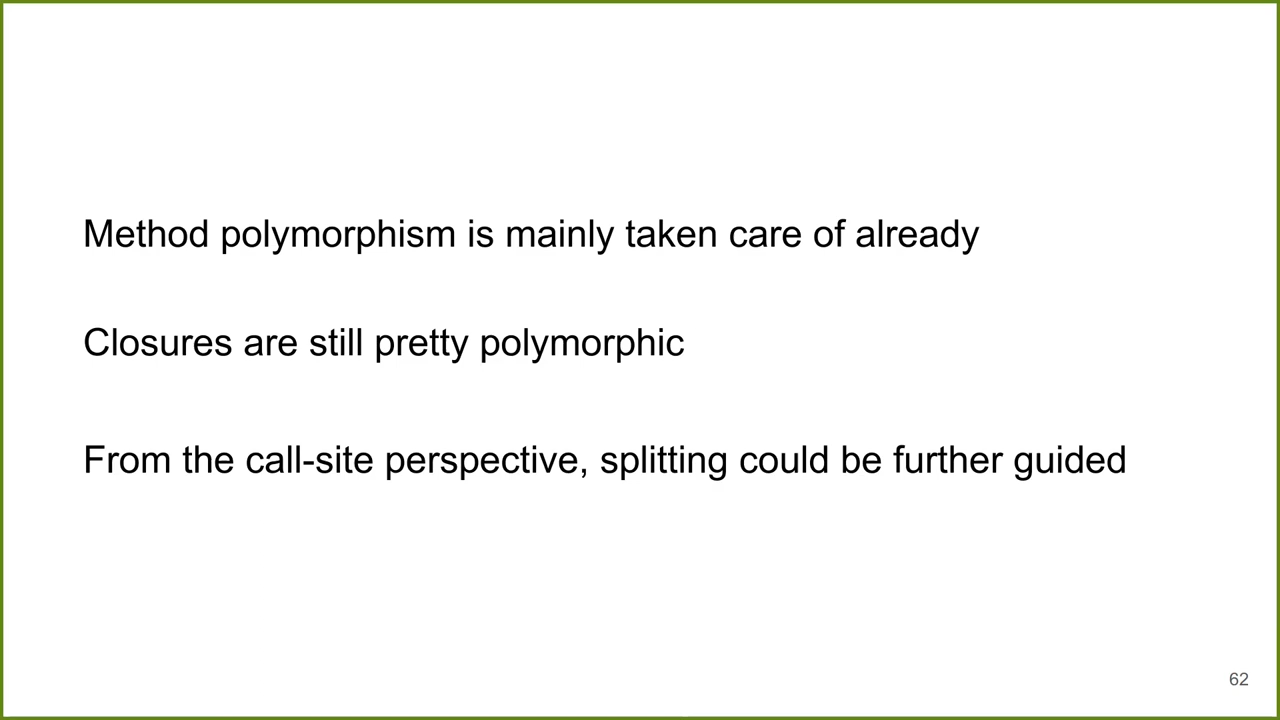 Method polymorphism is mainly taken care of already
Closures are still pretty polymorphic
From the call-site perspective, splitting could be further guided
62